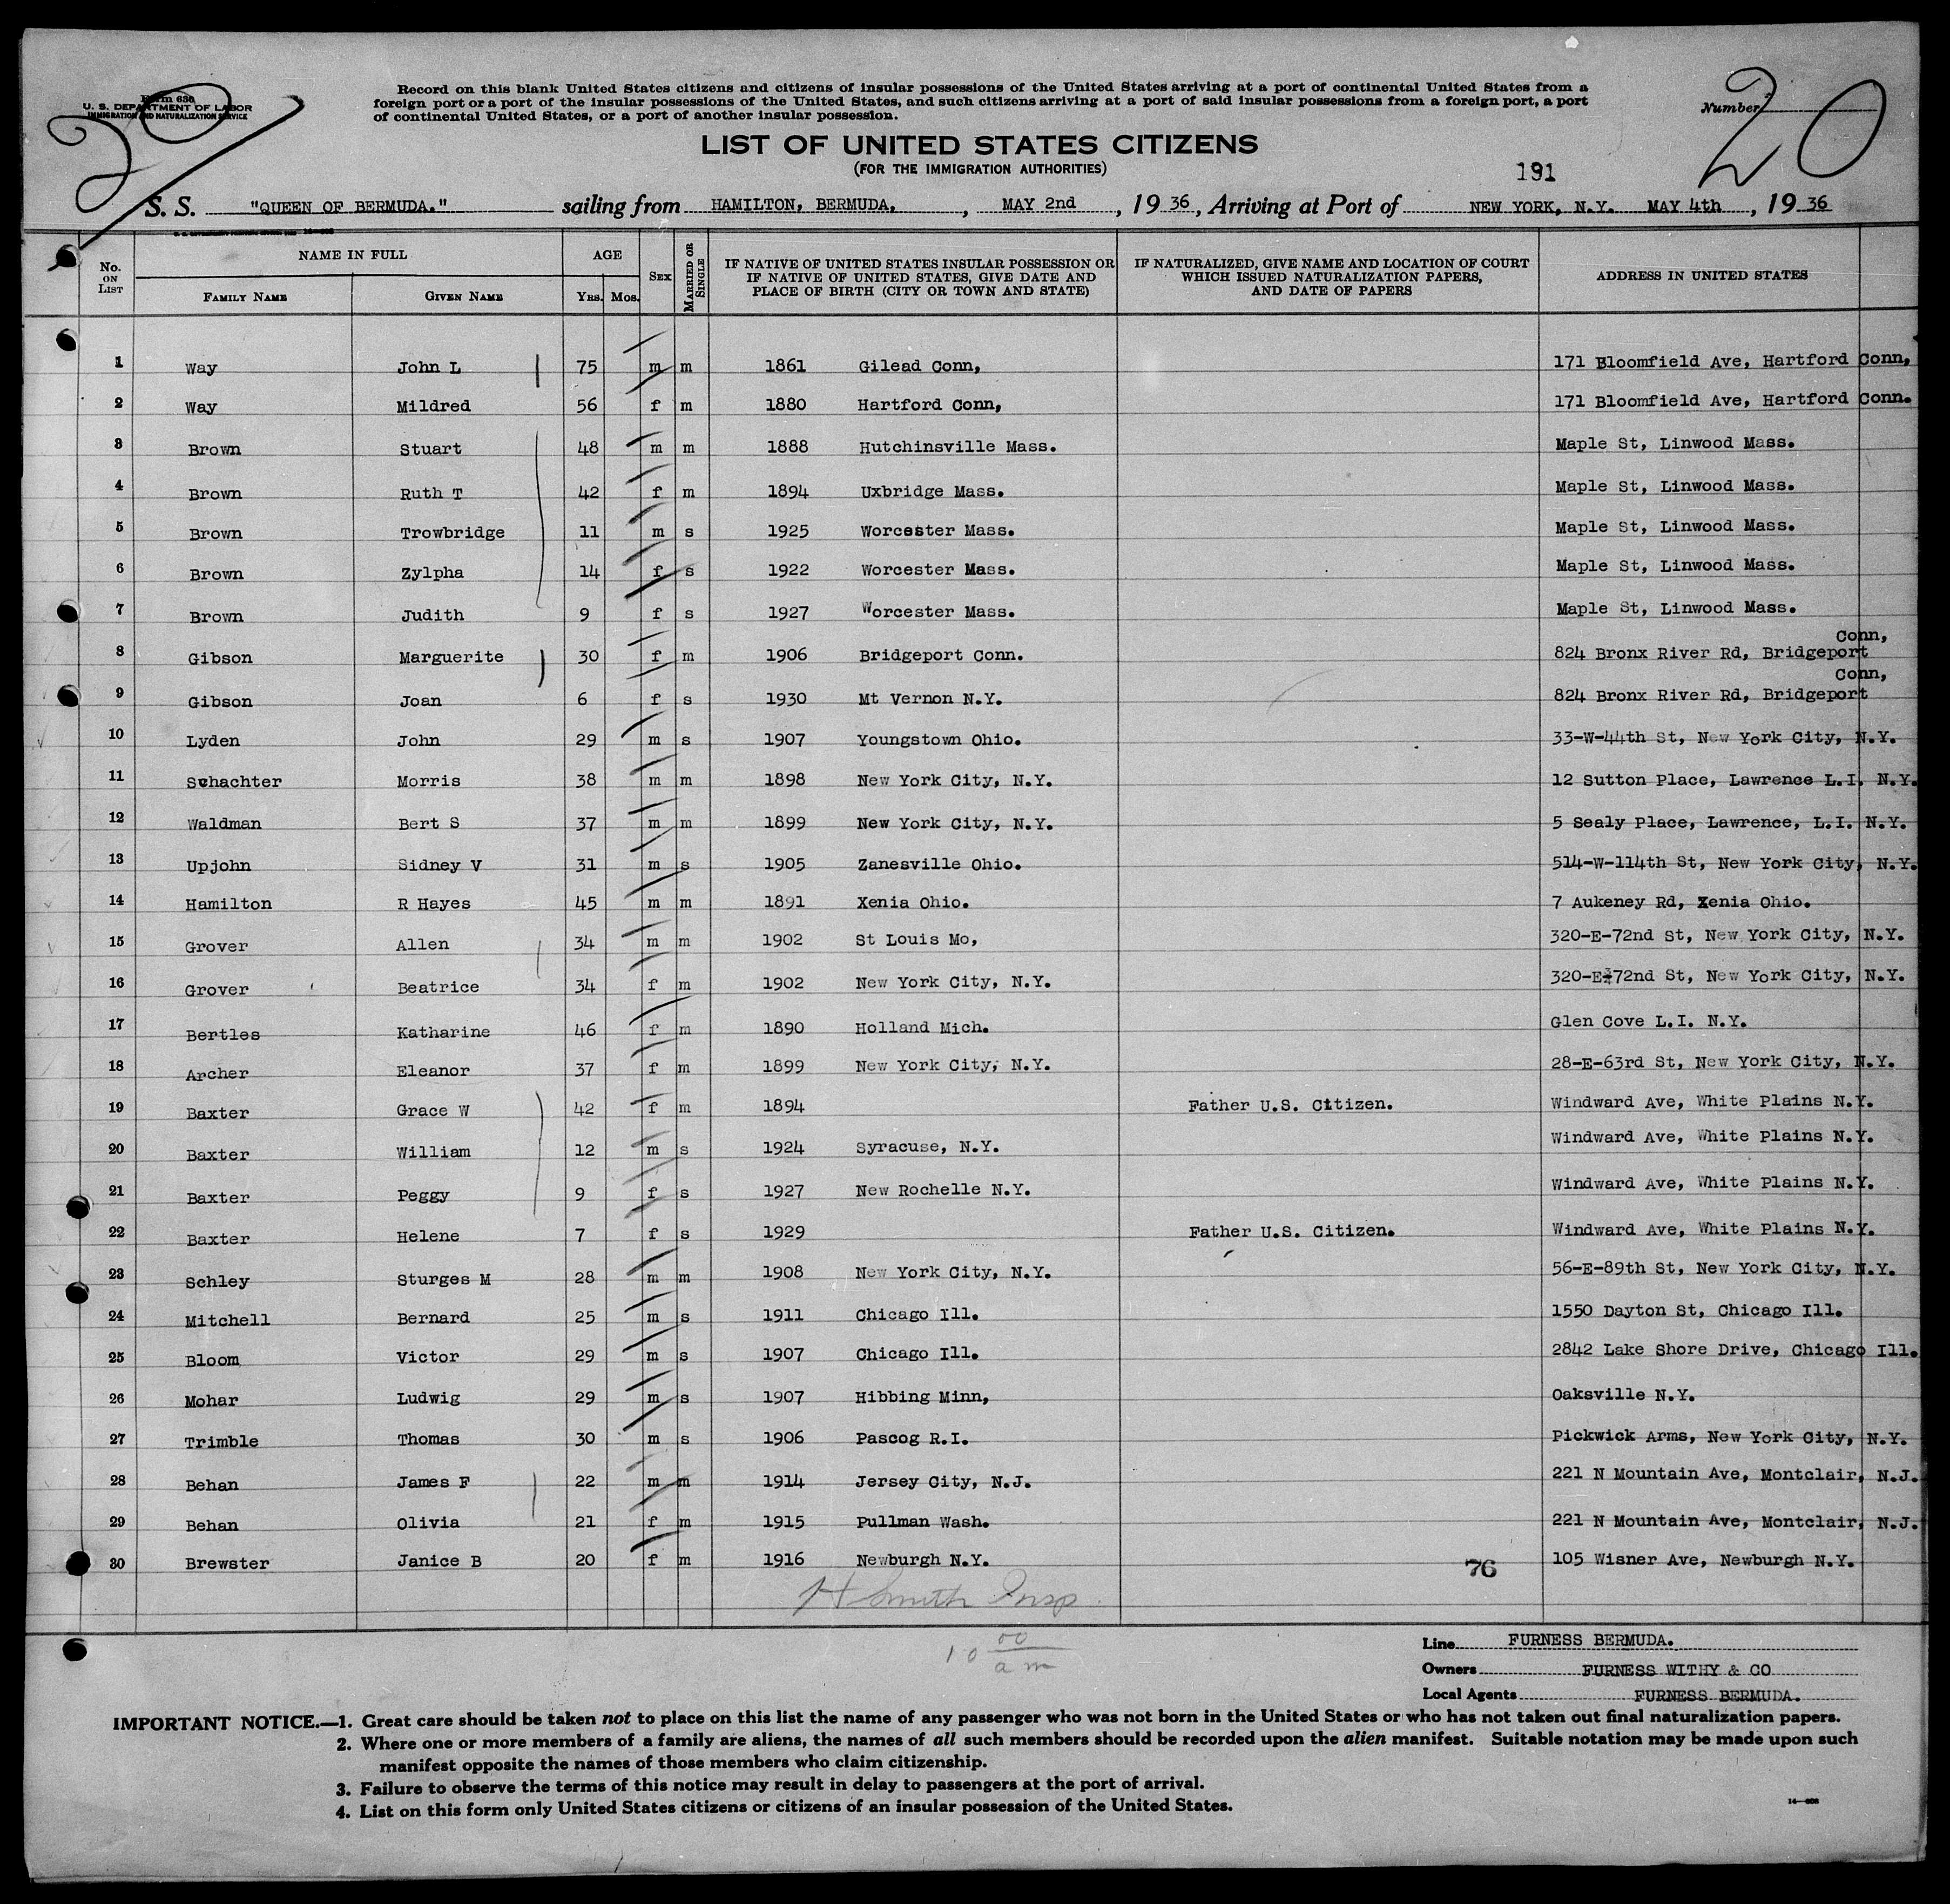 Form 630
U. S. DEPARTMENT OF LABOR
IMMIGRATION AND NATURALIZATION SERVICE
20
Record on this blank United States citizens and citizens of insular possessions of the United States arriving at a port of continental United States from a
foreign port or a port of the insular possessions of the United States, and such citizens arriving at a port of said insular possessions from a foreign port, a port
of continental United States, or a port of another insular possession.
Number 20
LIST OF UNITED STATES CITIZENS
(FOR THE IMMIGRATION AUTHORITIES)
191
S. S. "QUEEN OF BERMUDA." sailing from HAMILTON, BERMUDA, , MAY 2nd , 19 36 , Arriving at Port of NEW YORK, N.Y. MAY 4th , 19 36
No. ON LIST NAME IN FULL FAMILY NAME GIVEN NAME AGE YRS. MOS. SEX MARRIED OR SINGLE IF NATIVE OF UNITED STATES INSULAR POSSESSION OR IF NATIVE OF UNITED STATES, GIVE DATE AND PLACE OF BIRTH (CITY OR TOWN AND STATE) IF NATURALIZED, GIVE NAME AND LOCATION OF COURT WHICH ISSUED NATURALIZATION PAPERS, AND DATE OF PAPERS ADDRESS IN UNITED STATES
1 Way John L 75 m m 1861 Gilead Conn, 171 Bloomfield Ave, Hartford Conn,
2 Way Mildred 56 f m 1880 Hartford Conn, 171 Bloomfield Ave, Hartford Conn.
3 Brown Stuart 48 m m 1888 Hutchinsville Mass. Maple St, Linwood Mass.
4 Brown Ruth T 42 f m 1894 Uxbridge Mass. Maple St, Linwood Mass.
5 Brown Trowbridge 11 m s 1925 Worcester Mass. Maple St, Linwood Mass.
6 Brown Zylpha 14 f s 1922 Worcester Mass. Maple St, Linwood Mass.
7 Brown Judith 9 f s 1927 Worcester Mass. Maple St, Linwood Mass.
8 Gibson Marguerite 30 f m 1906 Bridgeport Conn. 824 Bronx River Rd, Bridgeport Conn,
9 Gibson Joan 6 f s 1930 Mt Vernon N.Y. 824 Bronx River Rd, Bridgeport Conn,
10 Lyden John 29 m s 1907 Youngstown Ohio. 33-W-44th St, New York City, N.Y.
11 Schachter Morris 38 m m 1898 New York City, N.Y. 12 Sutton Place, Lawrence L.I. N.Y.
12 Waldman Bert S 37 m m 1899 New York City, N.Y. 5 Sealy Place, Lawrence, L.I. N.Y.
13 Upjohn Sidney V 31 m s 1905 Zanesville Ohio. 514-W-114th St, New York City, N.Y.
14 Hamilton R Hayes 45 m m 1891 Xenia Ohio. 7 Aukeney Rd, Xenia Ohio.
15 Grover Allen 34 m m 1902 St Louis Mo, 320-E-72nd St, New York City, N.Y.
16 Grover Beatrice 34 f m 1902 New York City, N.Y. 320-E-72nd St, New York City, N.Y.
17 Bertles Katharine 46 f m 1890 Holland Mich. Glen Cove L.I. N.Y.
18 Archer Eleanor 37 f m 1899 New York City, N.Y. 28-E-63rd St, New York City, N.Y.
19 Baxter Grace W 42 f m 1894 Father U.S. Citizen. Windward Ave, White Plains N.Y.
20 Baxter William 12 m s 1924 Syracuse, N.Y. Windward Ave, White Plains N.Y.
21 Baxter Peggy 9 f s 1927 New Rochelle N.Y. Windward Ave, White Plains N.Y.
22 Baxter Helene 7 f s 1929 Father U.S. Citizen. Windward Ave, White Plains N.Y.
23 Schley Sturges M 28 m m 1908 New York City, N.Y. 56-E-89th St, New York City, N.Y.
24 Mitchell Bernard 25 m s 1911 Chicago Ill. 1550 Dayton St, Chicago Ill.
25 Bloom Victor 29 m s 1907 Chicago Ill. 2842 Lake Shore Drive, Chicago Ill.
26 Mohar Ludwig 29 m s 1907 Hibbing Minn, Oaksville N.Y.
27 Trimble Thomas 30 m s 1906 Pascog R.I. Pickwick Arms, New York City, N.Y.
28 Behan James F 22 m m 1914 Jersey City, N.J. 221 N Mountain Ave, Montclair, N.J.
29 Behan Olivia 21 f m 1915 Pullman Wash. 221 N Mountain Ave, Montclair, N.J.
30 Brewster Janice B 20 f m 1916 Newburgh N.Y. 105 Wisner Ave, Newburgh N.Y.
76
H Smith Insp.
10 00 am
Line FURNESS BERMUDA.
Owners FURNESS WITHY & CO
Local Agents FURNESS BERMUDA.
IMPORTANT NOTICE.—1. Great care should be taken not to place on this list the name of any passenger who was not born in the United States or who has not taken out final naturalization papers.
2. Where one or more members of a family are aliens, the names of all such members should be recorded upon the alien manifest. Suitable notation may be made upon such
manifest opposite the names of those members who claim citizenship.
3. Failure to observe the terms of this notice may result in delay to passengers at the port of arrival.
4. List on this form only United States citizens or citizens of an insular possession of the United States.